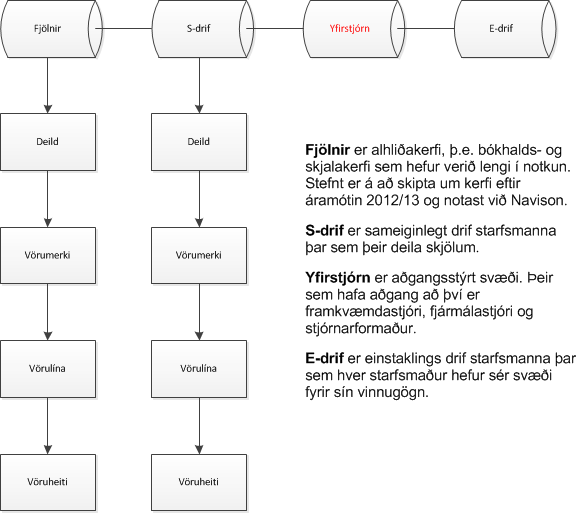 Fjölnir
S-drif
Yfirstjórn
E-drif
Deild
Deild
Vörumerki
Vörumerki
Vörulína
Vörulína
Vöruheiti
Vöruheiti
Fjölnir er alhliðakerfi, þ.e. bókhalds- og
skjalakerfi sem hefur verið lengi í notkun.
Stefnt er á að skipta um kerfi eftir
áramótin 2012/13 og notast við Navison.
S-drif er sameiginlegt drif starfsmanna
þar sem þeir deila skjölum.
Yfirstjórn er aðgangsstýrt svæði. Þeir
sem hafa aðgang að því er
framkvæmdastjóri, fjármálastjóri og
stjórnarformaður.
E-drif er einstaklings drif starfsmanna þar
sem hver starfsmaður hefur sér svæði
fyrir sín vinnugögn.